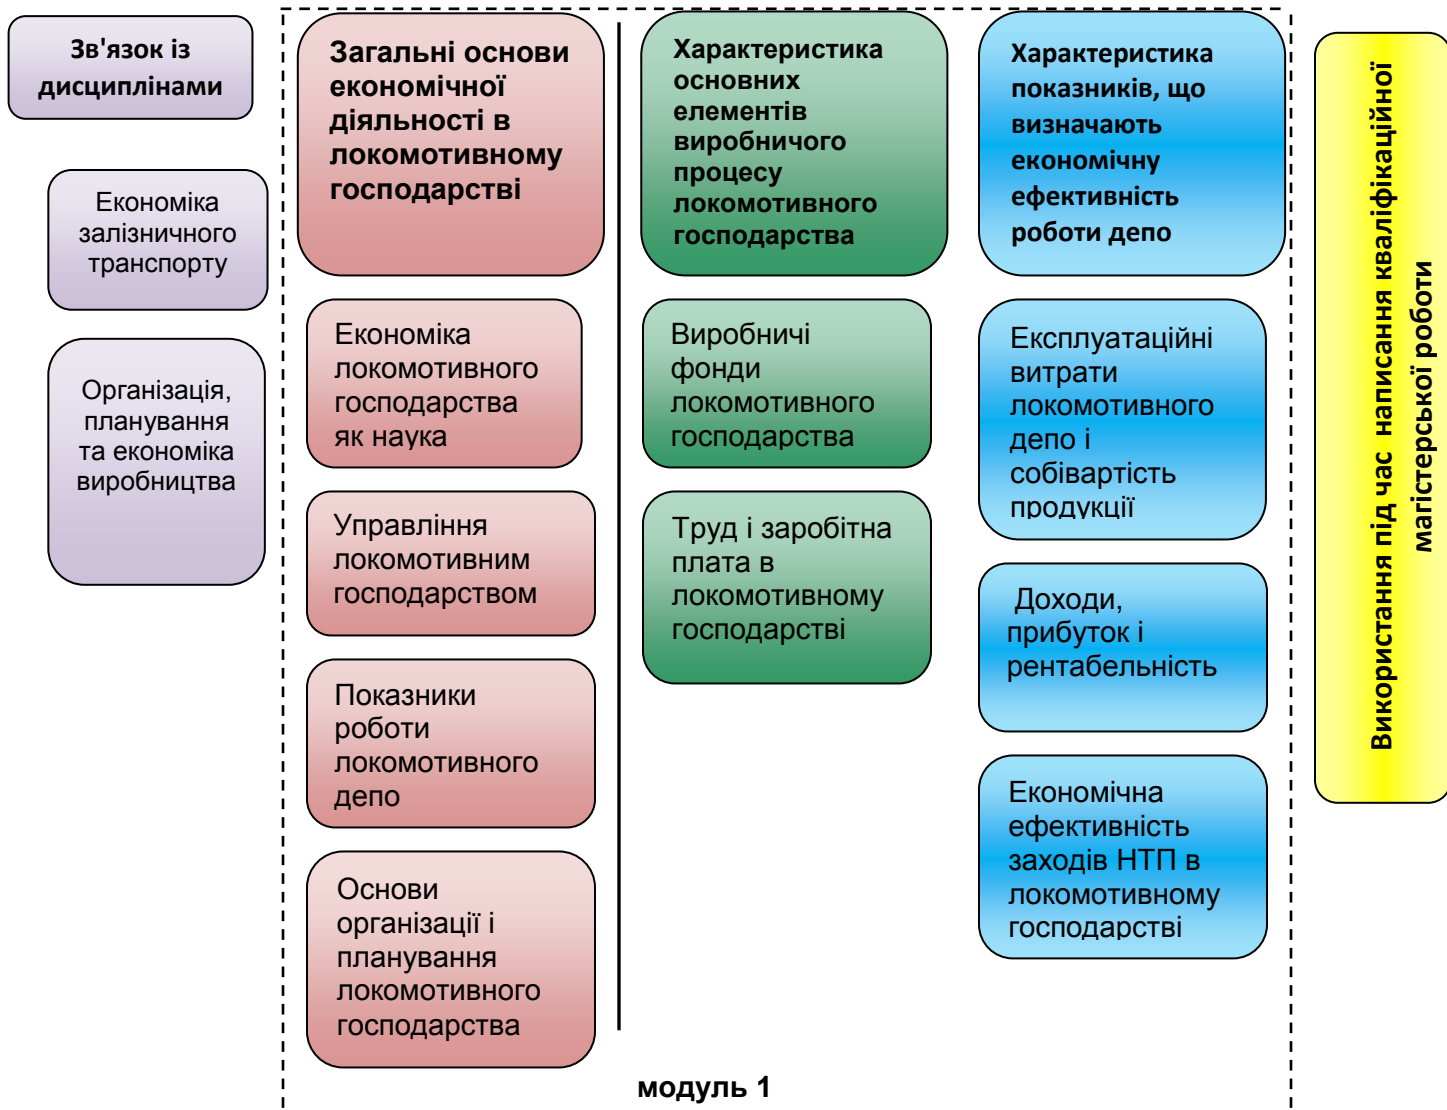 Зв'язок із
дисциплінами
Економіка
залізничного
транспорту
Організація,
планування
та економіка
виробництва
Загальні основи
економічної
діяльності в
локомотивному
господарстві
Економіка
локомотивного
господарства
як наука
Управління
локомотивним
господарством
Показники
роботи
локомотивного
депо
Основи
організації і
планування
локомотивного
господарства
Характеристика
основних
елементів
виробничого
процесу
локомотивного
господарства
Виробничі
фонди
локомотивного
господарства
Труд і заробітна
плата в
локомотивному
господарстві
Характеристика
показників, що
визначають
економічну
ефективність
роботи депо
Експлуатаційні
витрати
локомотивного
депо і
собівартість
продукції
Доходи,
прибуток і
рентабельність
Економічна
ефективність
заходів НТП в
локомотивному
господарстві
Використання під час написання кваліфікаційної
магістерської роботи
модуль 1